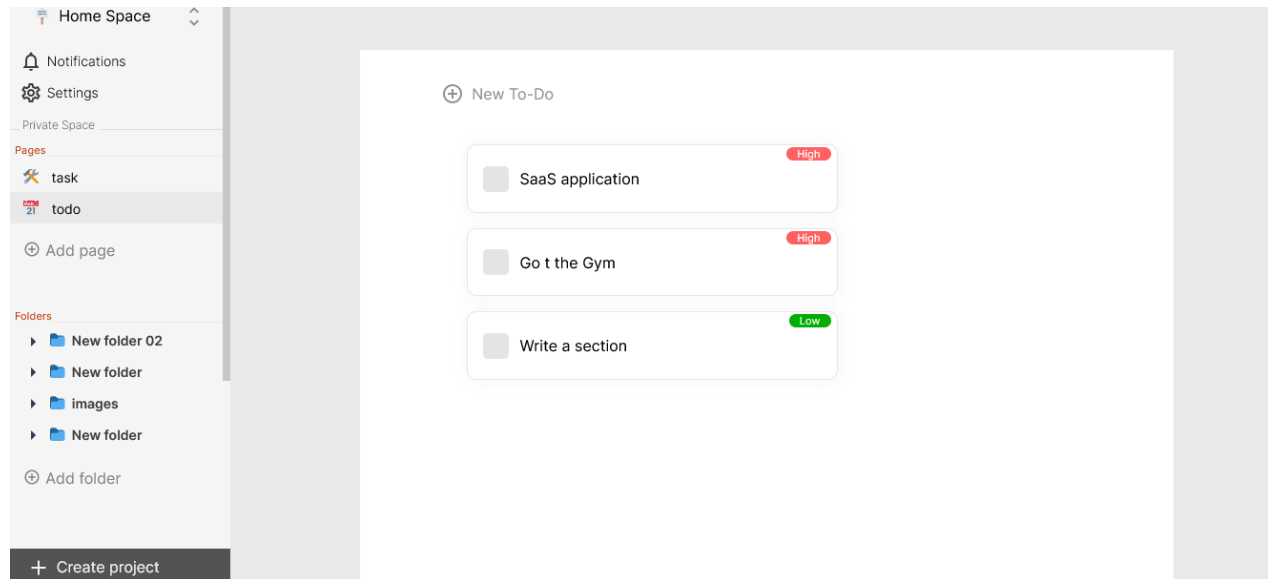 Home Space
Notifications
Settings
Private Space
Pages
task
todo
Add page
Folders
New folder 02
New folder
images
New folder
Add folder
Create project
New To-Do
High
SaaS application
High
Go t the Gym
Low
Write a section